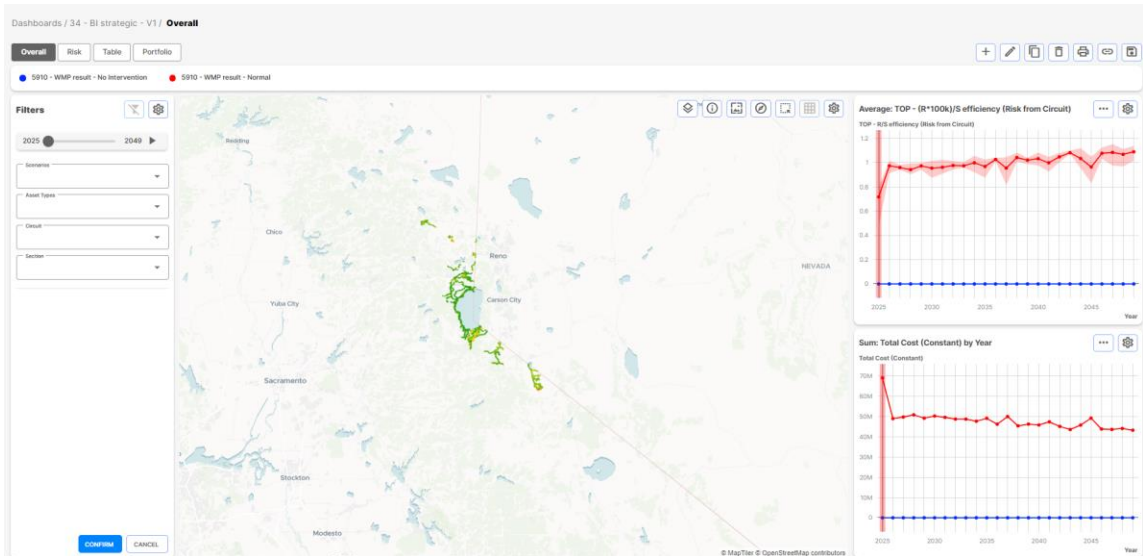 Dashboards / 34 - BI strategic - V1 / Overall
Overall Risk Table Portfolio
5910 - WMP result - No Intervention 5910 - WMP result - Normal
Filters
2025 2049
Scenarios
Asset Types
Circuit
Section
CONFIRM CANCEL
Redding
Chico
Reno
NEVADA
Yuba City
Carson City
Sacramento
Stockton
Modesto
© MapTiler © OpenStreetMap contributors
Average: TOP - (R*100k)/S efficiency (Risk from Circuit)
TOP - R/S efficiency (Risk from Circuit)
1.2
1
0.8
0.6
0.4
0.2
0
2025 2030 2035 2040 2045
Year
Sum: Total Cost (Constant) by Year
Total Cost (Constant)
70M
60M
50M
40M
30M
20M
10M
0
2025 2030 2035 2040 2045
Year